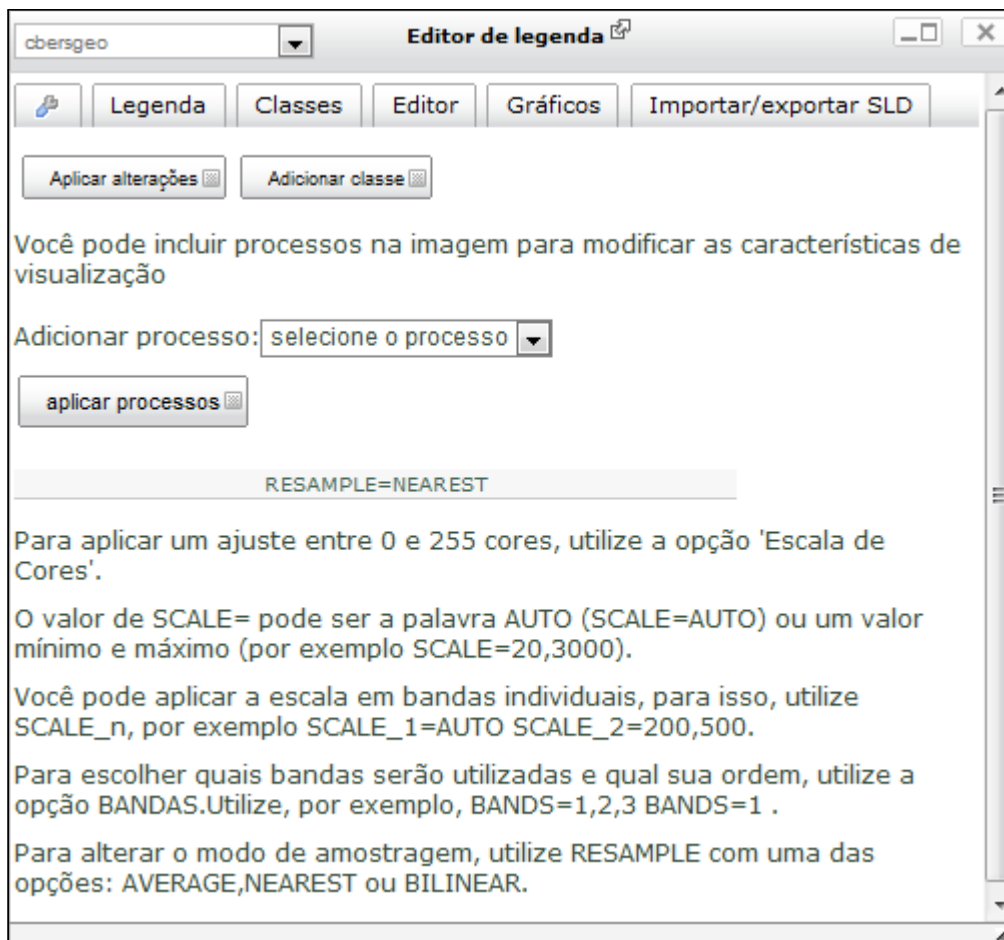 cbersgeo
Editor de legenda
Legenda
Classes
Editor
Gráficos
Importar/exportar SLD
Aplicar alterações
Adicionar classe
Você pode incluir processos na imagem para modificar as características de
visualização
Adicionar processo: selecione o processo
aplicar processos
RESAMPLE=NEAREST
Para aplicar um ajuste entre 0 e 255 cores, utilize a opção 'Escala de
Cores'.
O valor de SCALE= pode ser a palavra AUTO (SCALE=AUTO) ou um valor
mínimo e máximo (por exemplo SCALE=20,3000).
Você pode aplicar a escala em bandas individuais, para isso, utilize
SCALE_n, por exemplo SCALE_1=AUTO SCALE_2=200,500.
Para escolher quais bandas serão utilizadas e qual sua ordem, utilize a
opção BANDAS.Utilize, por exemplo, BANDS=1,2,3 BANDS=1 .
Para alterar o modo de amostragem, utilize RESAMPLE com uma das
opções: AVERAGE,NEAREST ou BILINEAR.